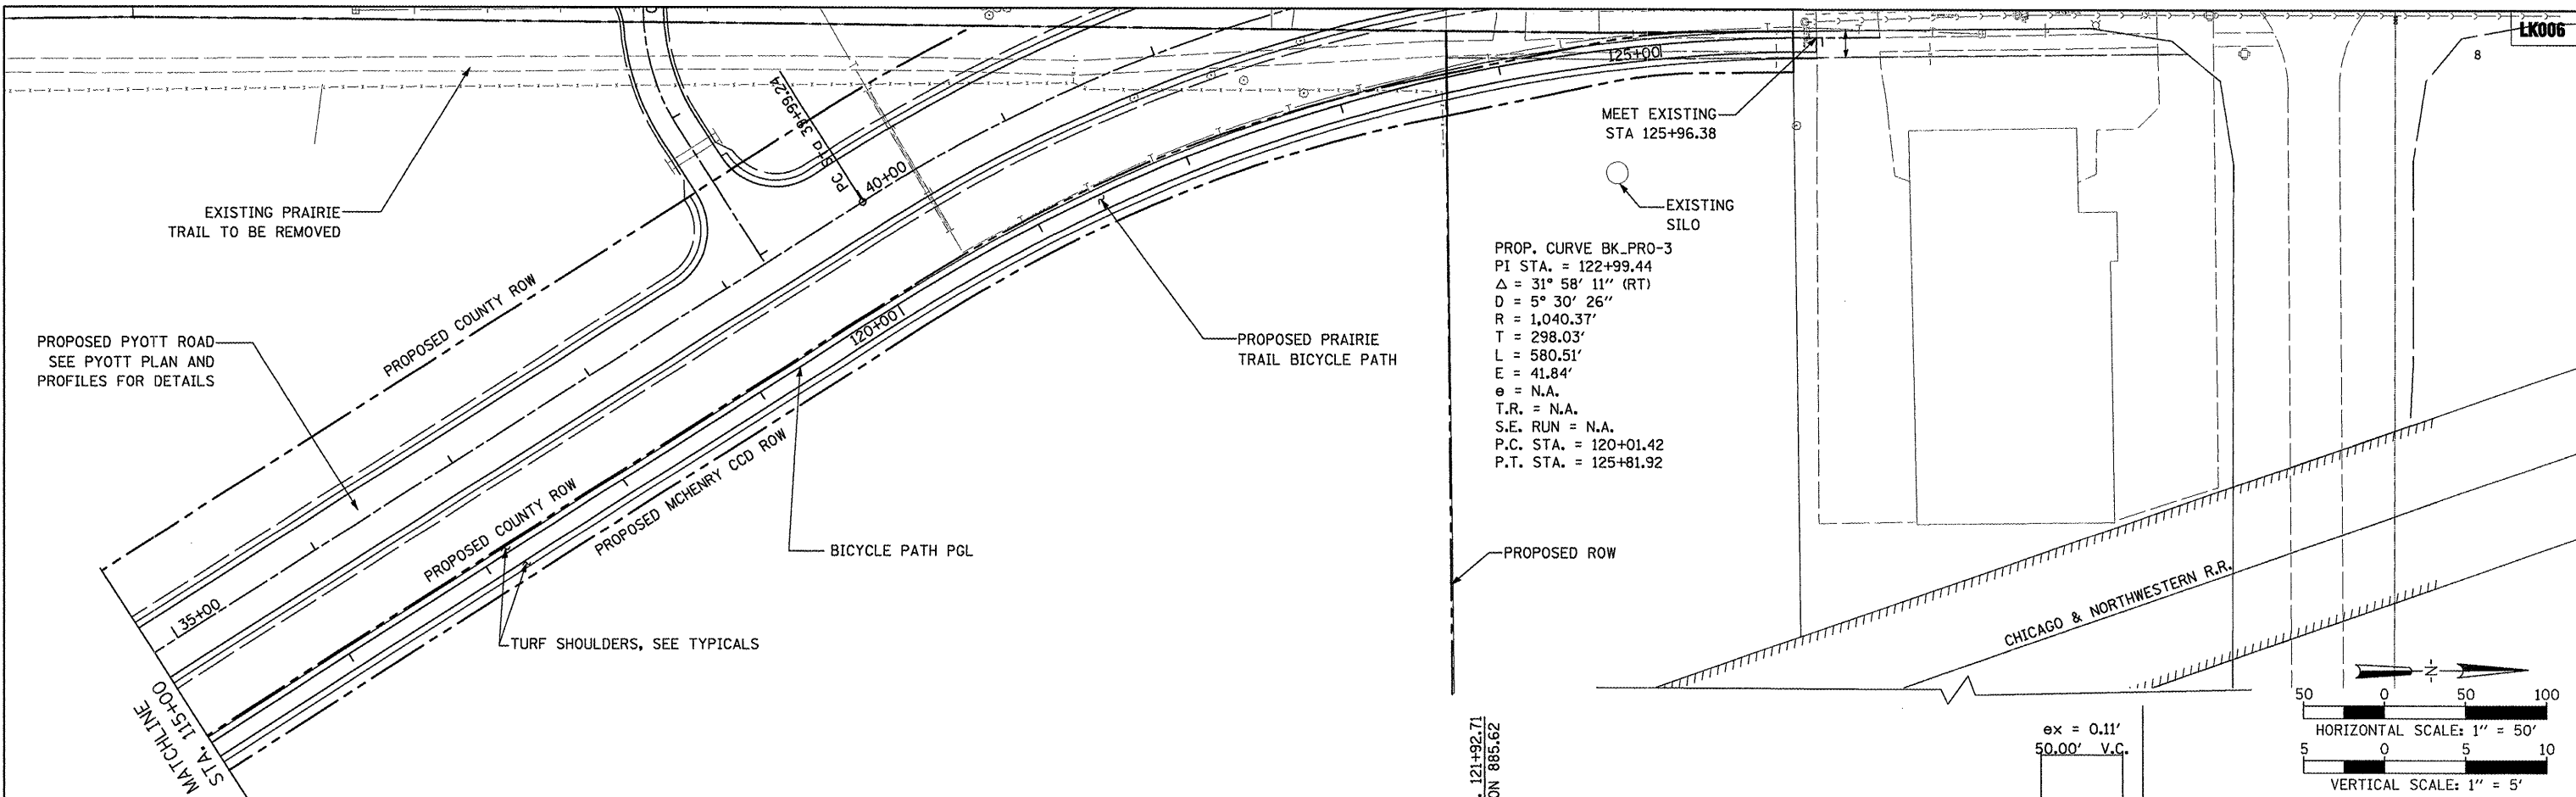 LK006
8
125+00
MEET EXISTING
STA 125+96.38
PC Sta 39+99.24
40+00
EXISTING PRAIRIE
TRAIL TO BE REMOVED
EXISTING
SILO
PROP. CURVE BK_PRO-3
PI STA. = 122+99.44
Δ = 31° 58' 11" (RT)
D = 5° 30' 26"
R = 1,040.37'
T = 298.03'
L = 580.51'
E = 41.84'
e = N.A.
T.R. = N.A.
S.E. RUN = N.A.
P.C. STA. = 120+01.42
P.T. STA. = 125+81.92
PROPOSED COUNTY ROW
120+00
PROPOSED PYOTT ROAD
SEE PYOTT PLAN AND
PROFILES FOR DETAILS
PROPOSED PRAIRIE
TRAIL BICYCLE PATH
PROPOSED COUNTY ROW
PROPOSED MCHENRY CCD ROW
BICYCLE PATH PGL
PROPOSED ROW
35+00
TURF SHOULDERS, SEE TYPICALS
CHICAGO & NORTHWESTERN R.R.
MATCHLINE
STA. 115+00
N
50 0 50 100
HORIZONTAL SCALE: 1" = 50'
5 0 5 10
VERTICAL SCALE: 1" = 5'
. 121+92.71
ON 885.62
ex = 0.11'
50.00' V.C.